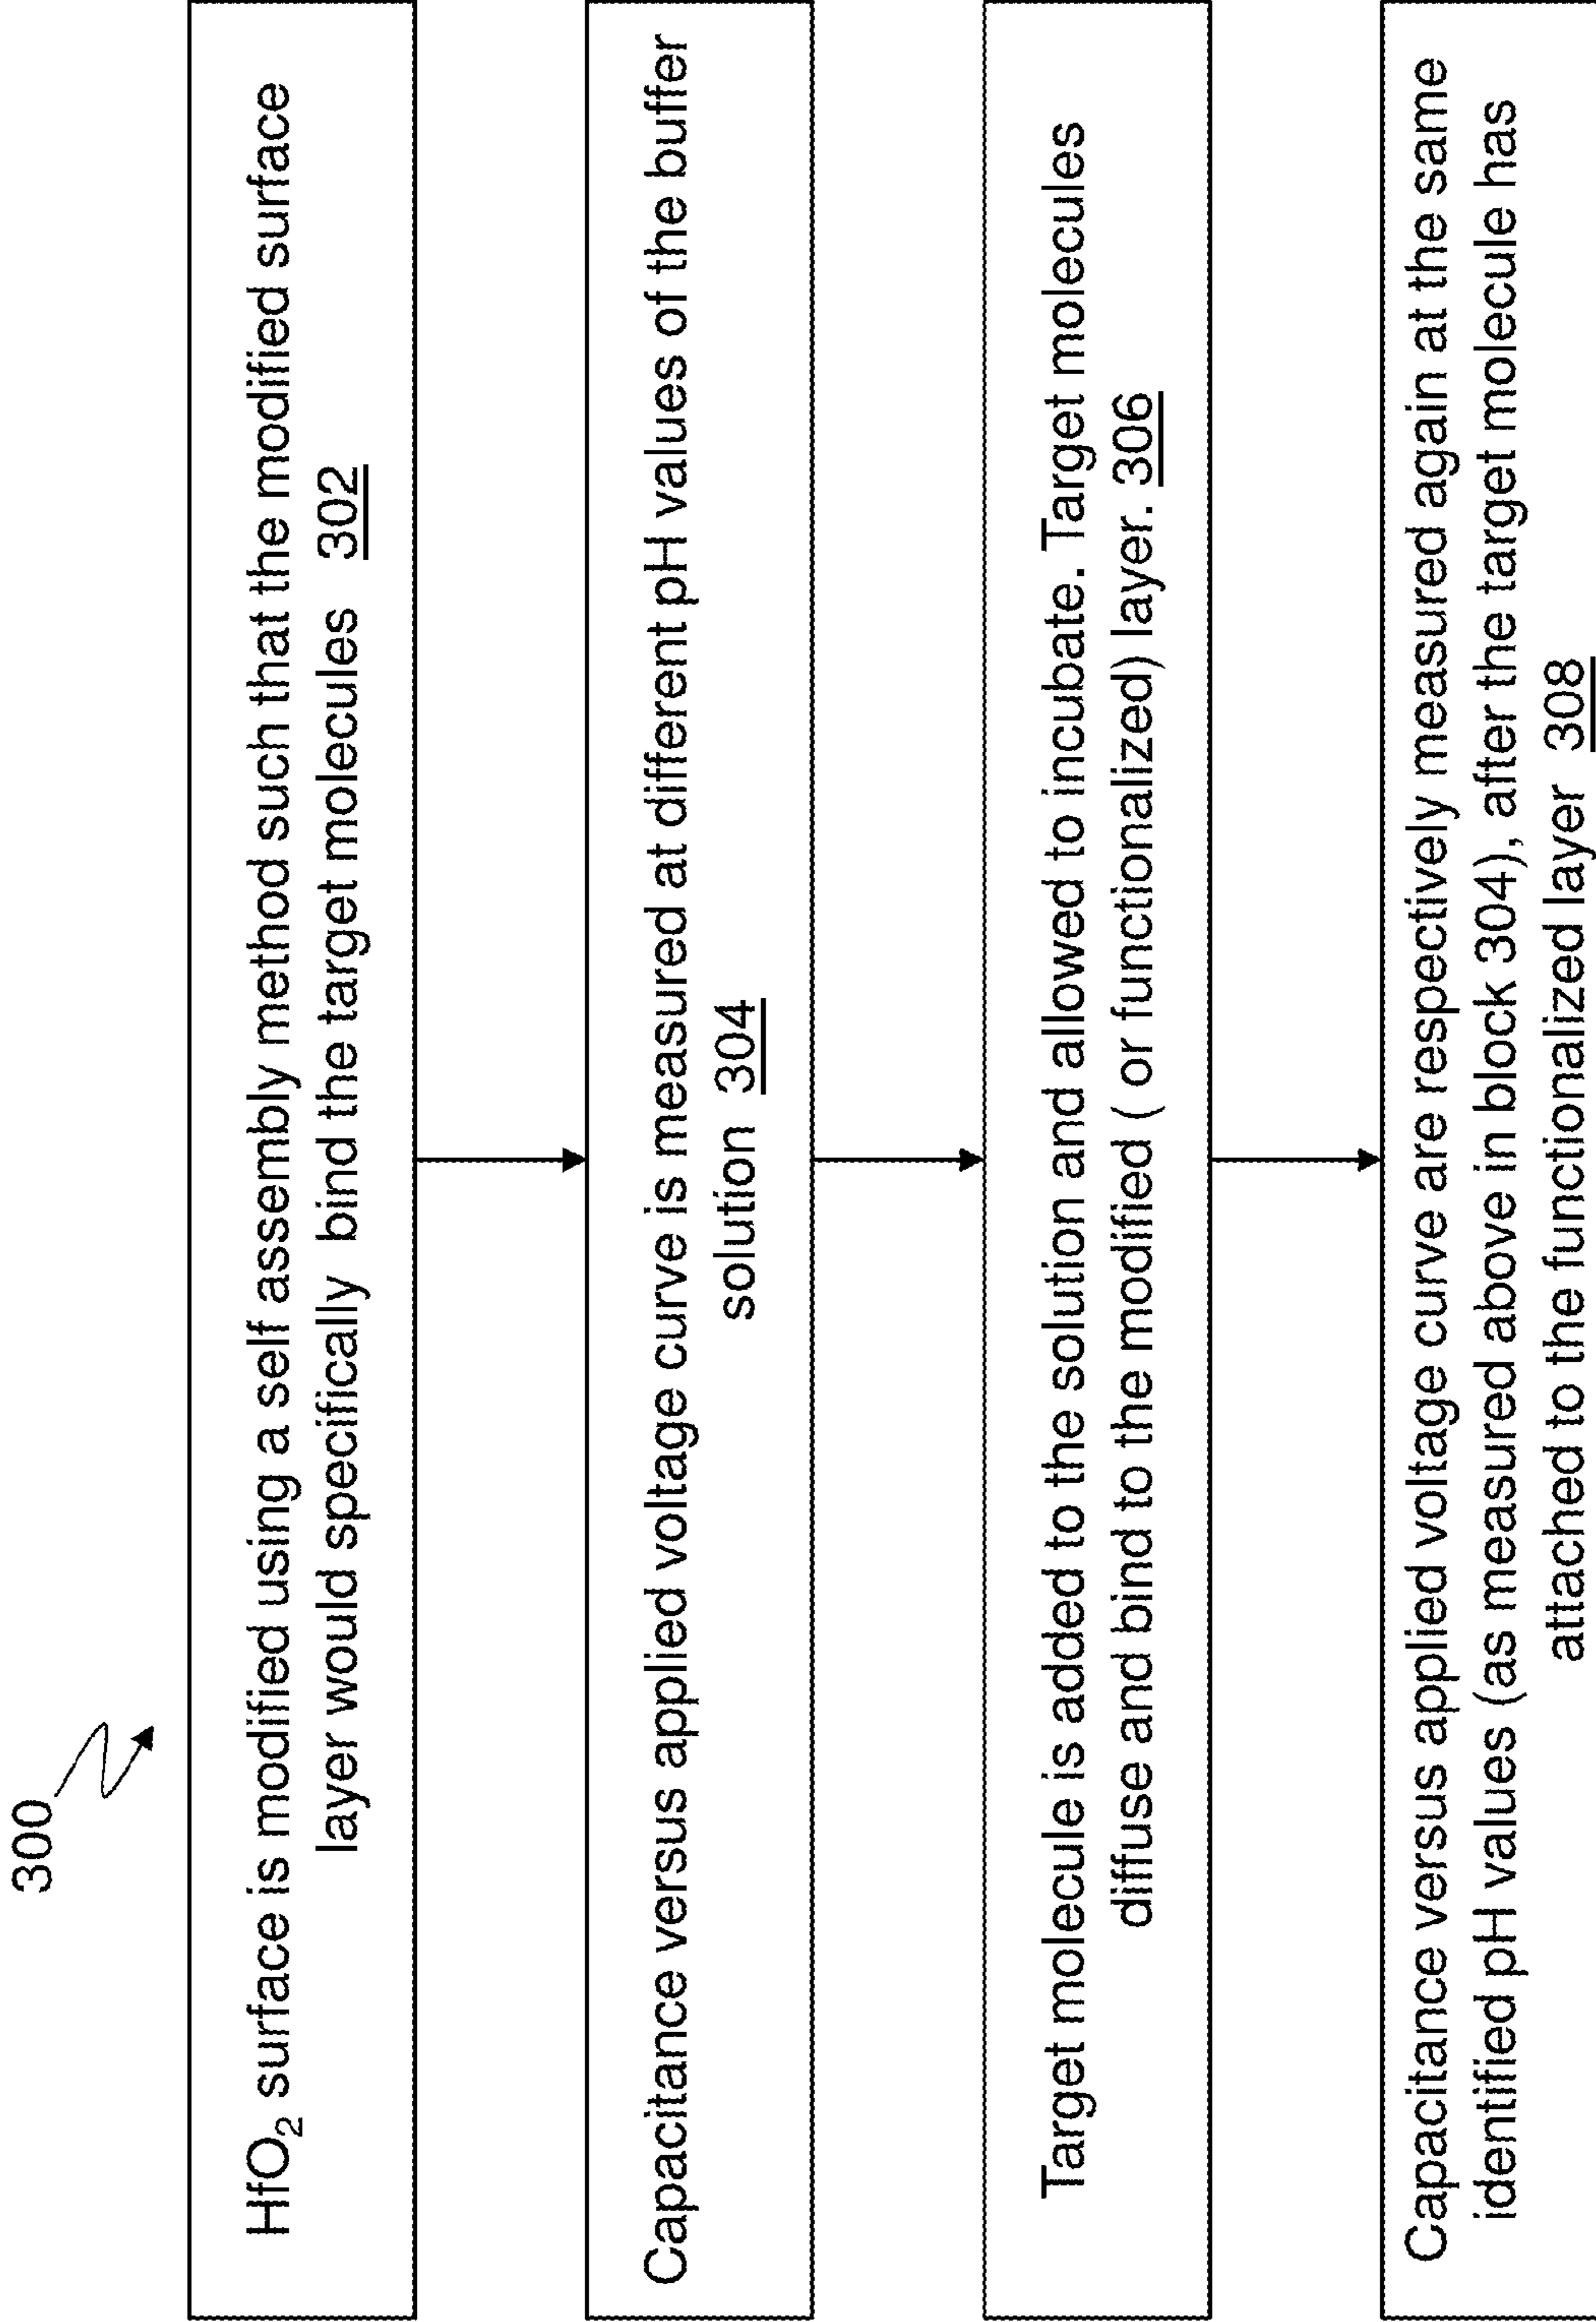 300
HfO₂ surface is modified using a self assembly method such that the modified surface
layer would specifically bind the target molecules 302
Capacitance versus applied voltage curve is measured at different pH values of the buffer
solution 304
Target molecule is added to the solution and allowed to incubate. Target molecules
diffuse and bind to the modified ( or functionalized) layer. 306
Capacitance versus applied voltage curve are respectively measured again at the same
identified pH values (as measured above in block 304), after the target molecule has
attached to the functionalized layer 308